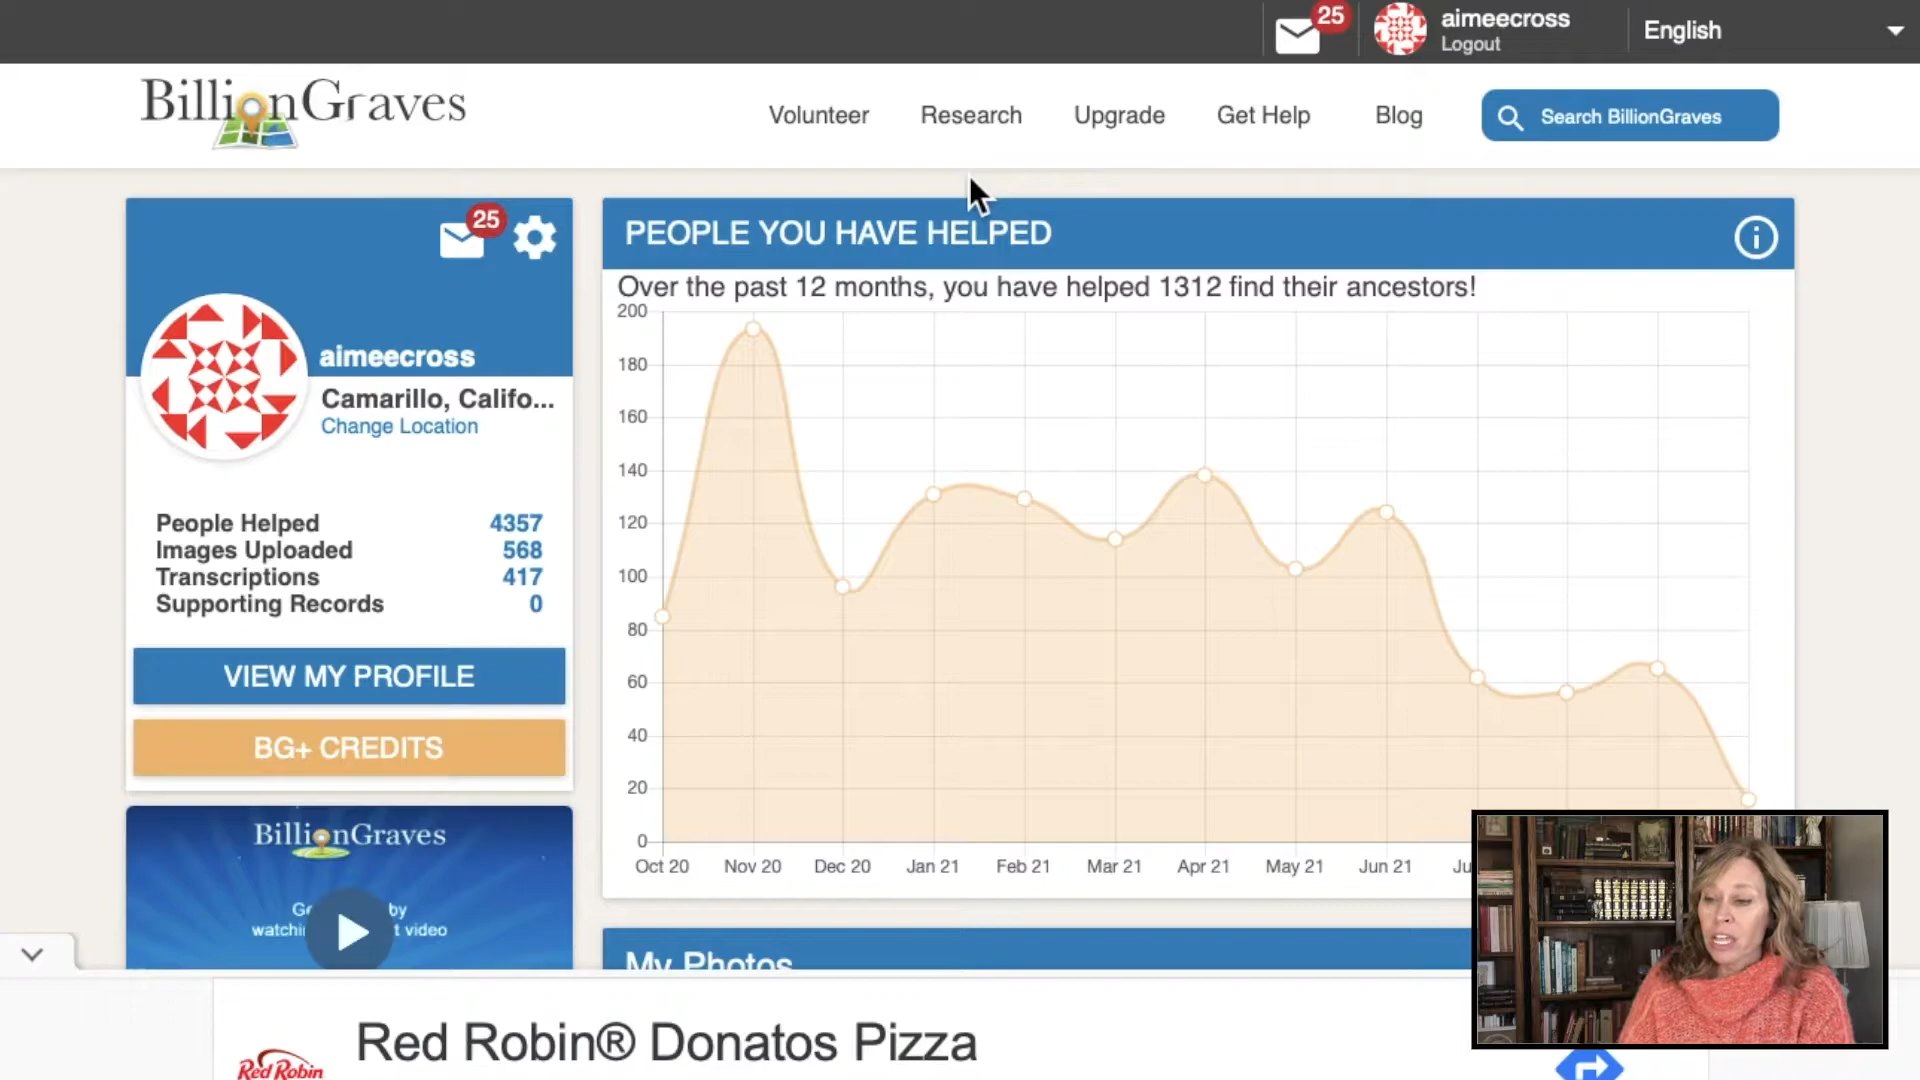 25
aimeecross
Logout
English
BillionGraves
Volunteer
Research
Upgrade
Get Help
Blog
Search BillionGraves
25
aimeecross
Camarillo, Califo...
Change Location
People Helped 4357
Images Uploaded 568
Transcriptions 417
Supporting Records 0
VIEW MY PROFILE
BG+ CREDITS
BillionGraves
PEOPLE YOU HAVE HELPED
Over the past 12 months, you have helped 1312 find their ancestors!
200
180
160
140
120
100
80
60
40
20
0
Oct 20 Nov 20 Dec 20 Jan 21 Feb 21 Mar 21 Apr 21 May 21 Jun 21
by
video
My Photos
Red Robin® Donatos Pizza
Red Robin